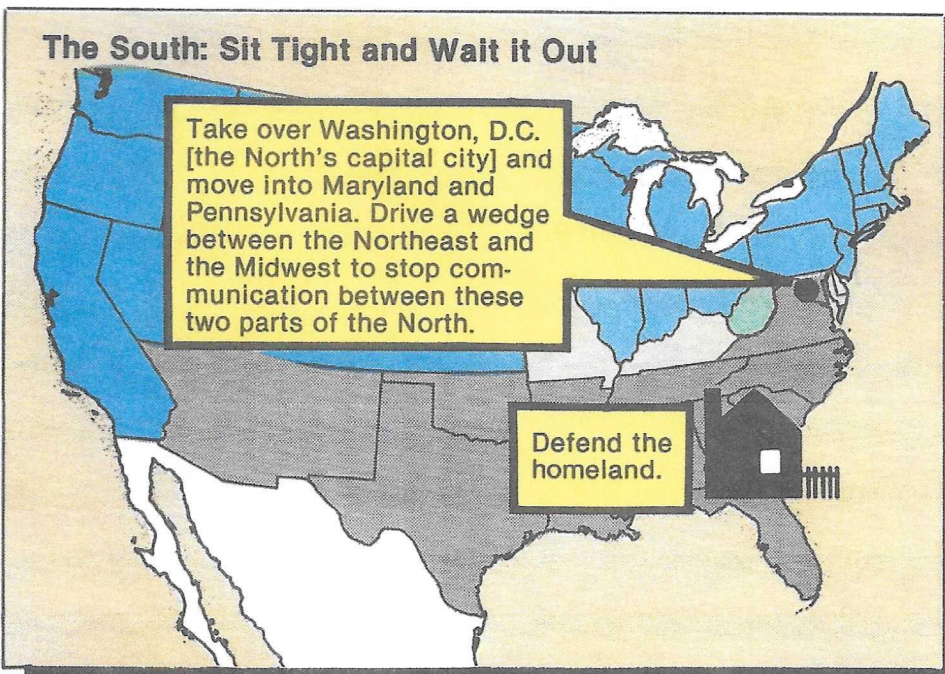 The South: Sit Tight and Wait it Out
Take over Washington, D.C.
[the North's capital city] and
move into Maryland and
Pennsylvania. Drive a wedge
between the Northeast and
the Midwest to stop com-
munication between these
two parts of the North.
Defend the
homeland.